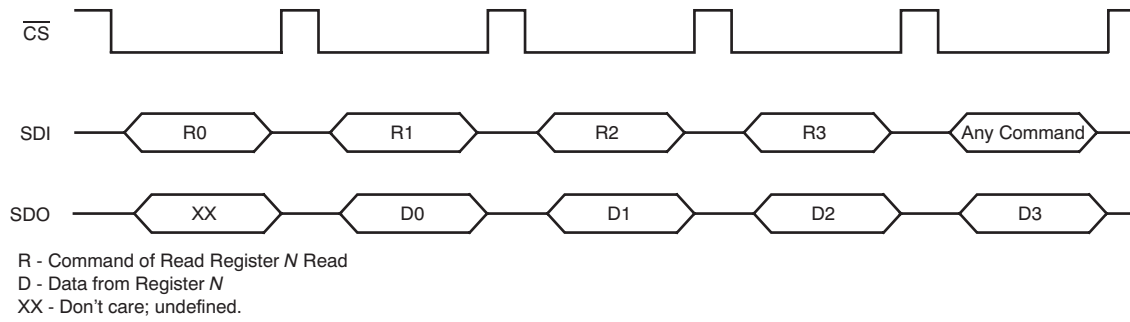 CS
SDI R0 R1 R2 R3 Any Command
SDO XX D0 D1 D2 D3
R - Command of Read Register N Read
D - Data from Register N
XX - Don't care; undefined.